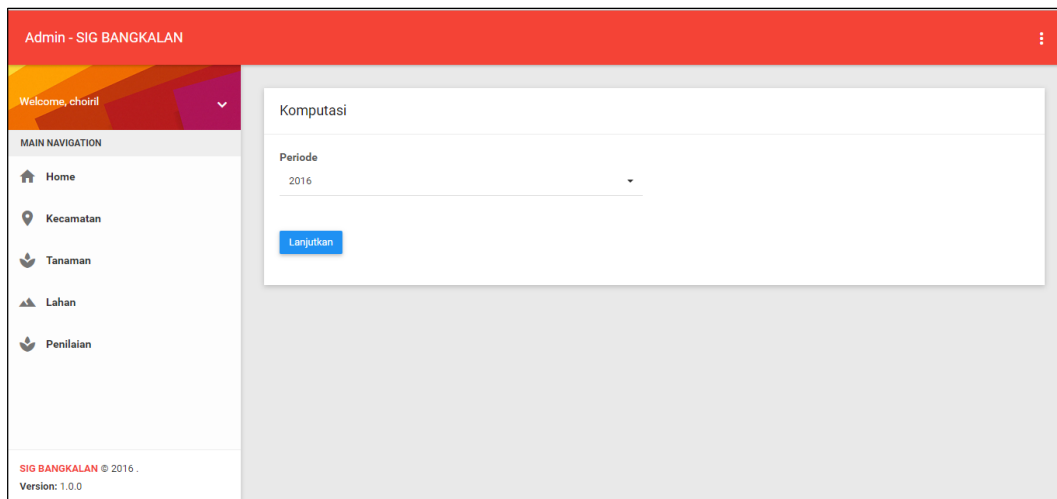 Admin - SIG BANGKALAN
Welcome, choiril
MAIN NAVIGATION
Home
Kecamatan
Tanaman
Lahan
Penilaian
SIG BANGKALAN © 2016 .
Version: 1.0.0
Komputasi
Periode
2016
Lanjutkan